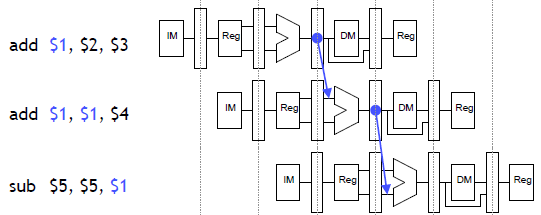 add $1, $2, $3 IM Reg DM Reg
add $1, $1, $4 IM Reg DM Reg
sub $5, $5, $1 IM Reg DM Reg